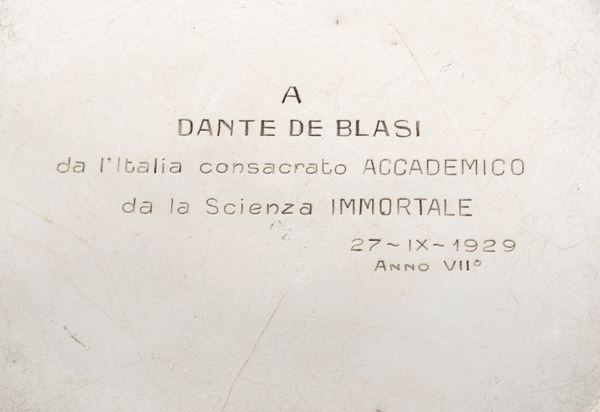 A
DANTE DE BLASI
da l'Italia consacrato ACCADEMICO
da la Scienza IMMORTALE
27~IX~1929
ANNO VII°